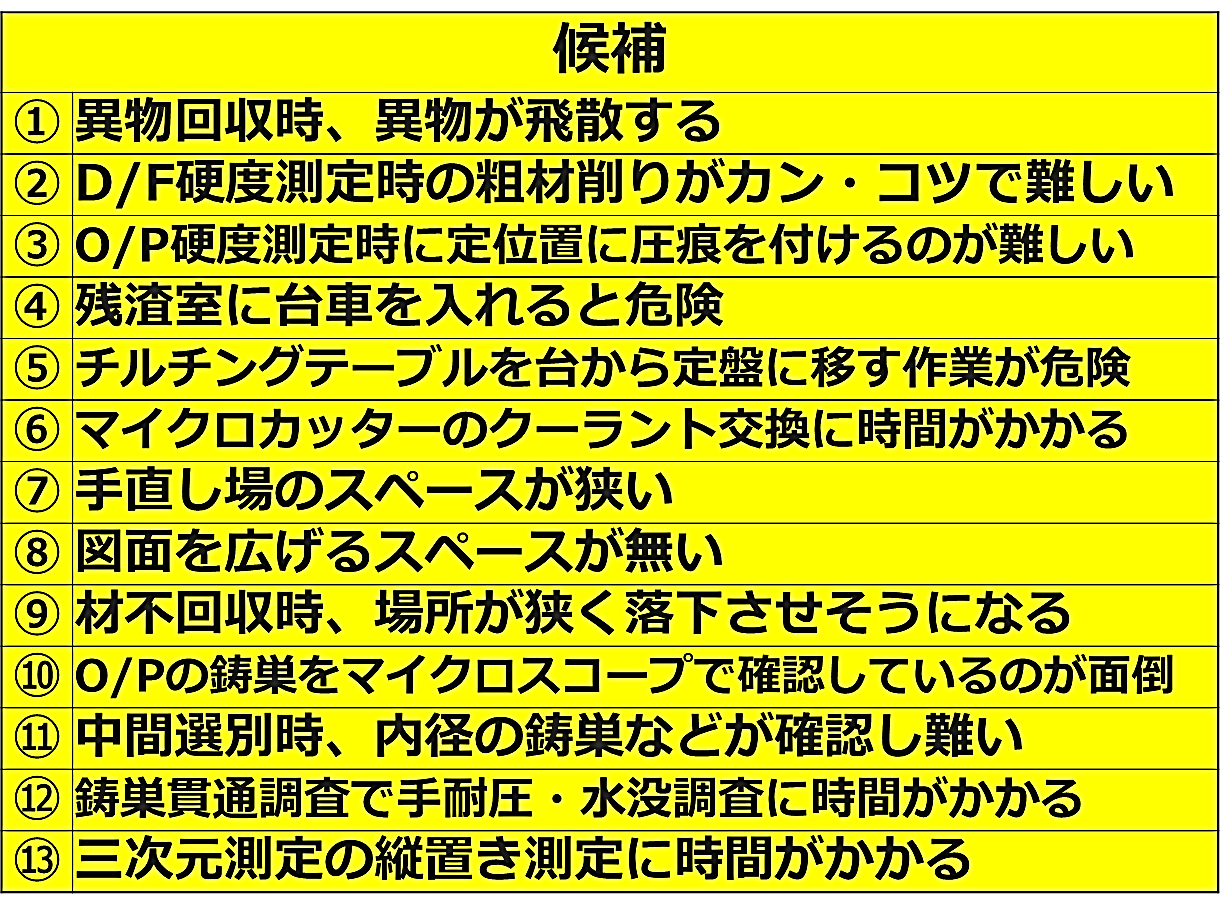 候補
① 異物回収時、異物が飛散する
② D/F硬度測定時の粗材削りがカン・コツで難しい
③ O/P硬度測定時に定位置に圧痕を付けるのが難しい
④ 残渣室に台車を入れると危険
⑤ チルチングテーブルを台から定盤に移す作業が危険
⑥ マイクロカッターのクーラント交換に時間がかかる
⑦ 手直し場のスペースが狭い
⑧ 図面を広げるスペースが無い
⑨ 材不回収時、場所が狭く落下させそうになる
⑩ O/Pの鋳巣をマイクロスコープで確認しているのが面倒
⑪ 中間選別時、内径の鋳巣などが確認し難い
⑫ 鋳巣貫通調査で手耐圧・水没調査に時間がかかる
⑬ 三次元測定の縦置き測定に時間がかかる